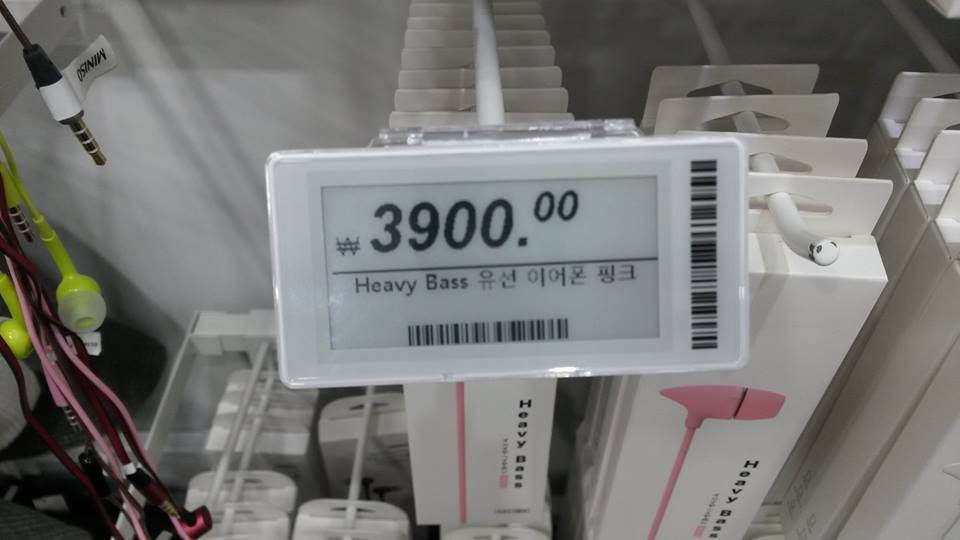 MINISO
₩ 3900.00
Heavy Bass 유선 이어폰 핑크
Heavy Bass
Heavy Bass